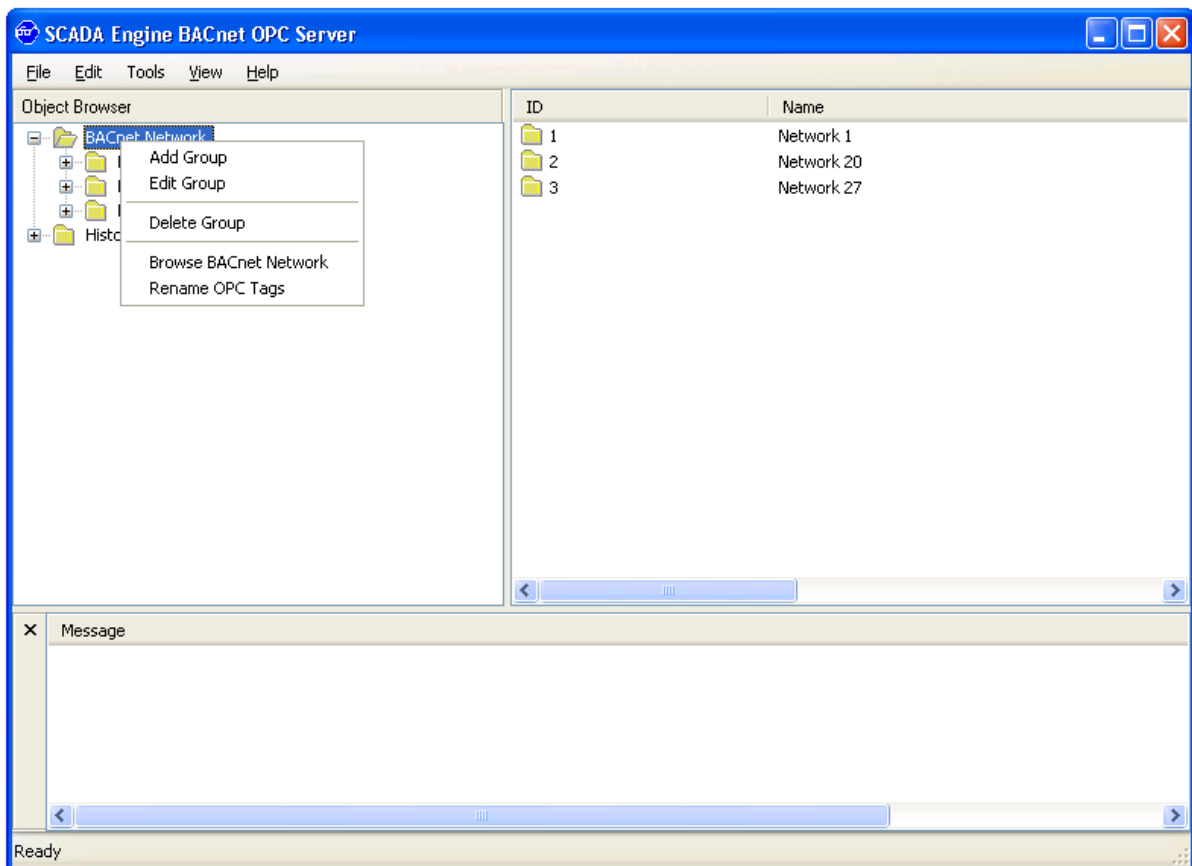 SCADA Engine BACnet OPC Server
File Edit Tools View Help
Object Browser
ID Name
BACnet Network
1 Network 1
2 Network 20
3 Network 27
Add Group
Edit Group
Delete Group
Browse BACnet Network
Rename OPC Tags
Message
Ready